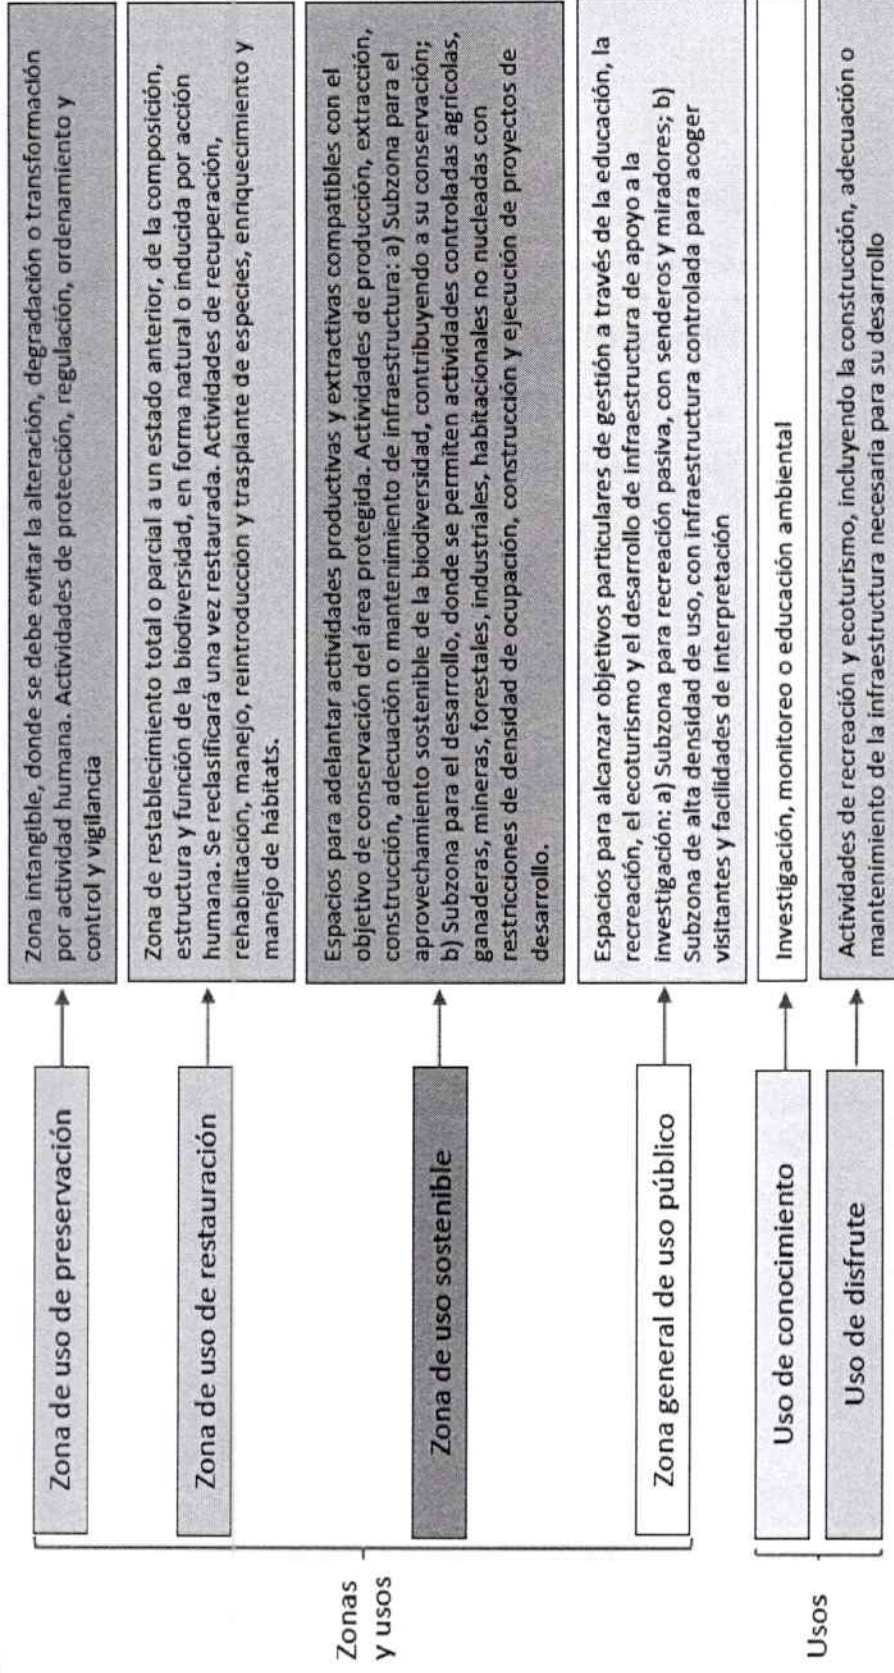 Zonas
y usos
Zona de uso de preservación
Zona intangible, donde se debe evitar la alteración, degradación o transformación
por actividad humana. Actividades de protección, regulación, ordenamiento y
control y vigilancia
Zona de uso de restauración
Zona de restablecimiento total o parcial a un estado anterior, de la composición,
estructura y función de la biodiversidad, en forma natural o inducida por acción
humana. Se reclasificará una vez restaurada. Actividades de recuperación,
rehabilitación, manejo, reintroducción y trasplante de especies, enriquecimiento y
manejo de hábitats.
Zona de uso sostenible
Espacios para adelantar actividades productivas y extractivas compatibles con el
objetivo de conservación del área protegida. Actividades de producción, extracción,
construcción, adecuación o mantenimiento de infraestructura: a) Subzona para el
aprovechamiento sostenible de la biodiversidad, contribuyendo a su conservación;
b) Subzona para el desarrollo, donde se permiten actividades controladas agrícolas,
ganaderas, mineras, forestales, industriales, habitacionales no nucleadas con
restricciones de densidad de ocupación, construcción y ejecución de proyectos de
desarrollo.
Zona general de uso público
Espacios para alcanzar objetivos particulares de gestión a través de la educación, la
recreación, el ecoturismo y el desarrollo de infraestructura de apoyo a la
investigación: a) Subzona para recreación pasiva, con senderos y miradores; b)
Subzona de alta densidad de uso, con infraestructura controlada para acoger
visitantes y facilidades de interpretación
Usos
Uso de conocimiento
Investigación, monitoreo o educación ambiental
Uso de disfrute
Actividades de recreación y ecoturismo, incluyendo la construcción, adecuación o
mantenimiento de la infraestructura necesaria para su desarrollo